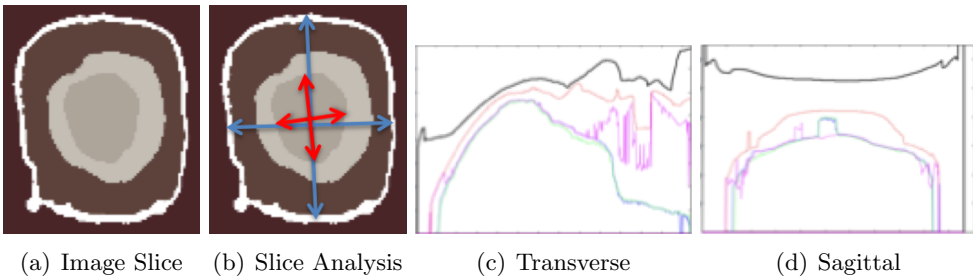 (a) Image Slice
(b) Slice Analysis
(c) Transverse
(d) Sagittal